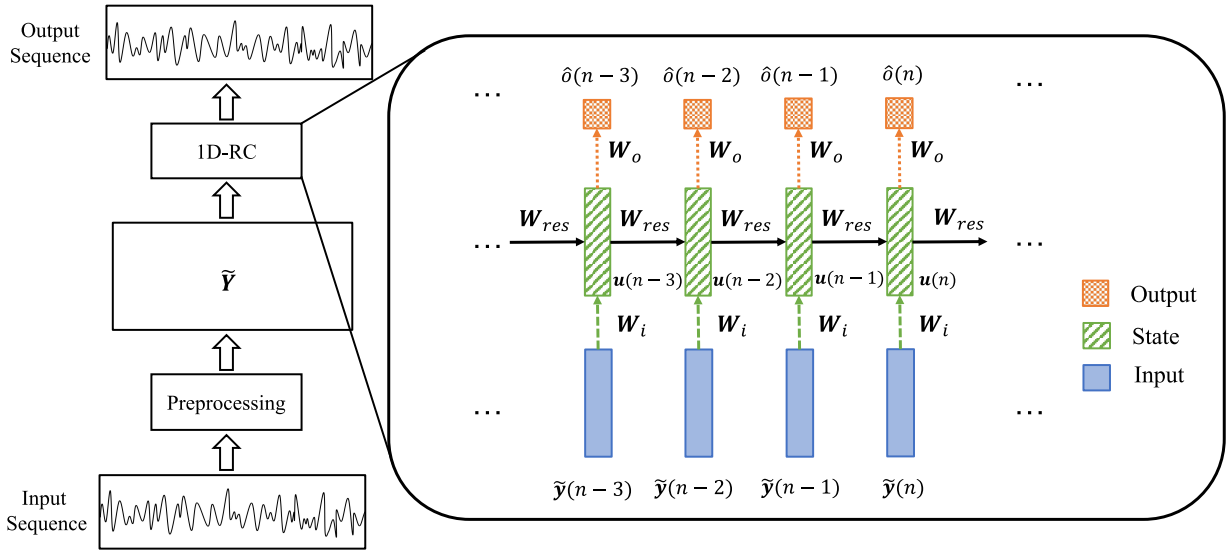 Output
Sequence
1D-RC
Ỹ
Preprocessing
Input
Sequence
ô(n − 3) ô(n − 2) ô(n − 1) ô(n)
... ...
W_o W_o W_o W_o
W_res W_res W_res W_res W_res
... ...
u(n−3) u(n−2) u(n−1) u(n)
W_i W_i W_i W_i
... ...
ỹ(n − 3) ỹ(n − 2) ỹ(n − 1) ỹ(n)
Output
State
Input